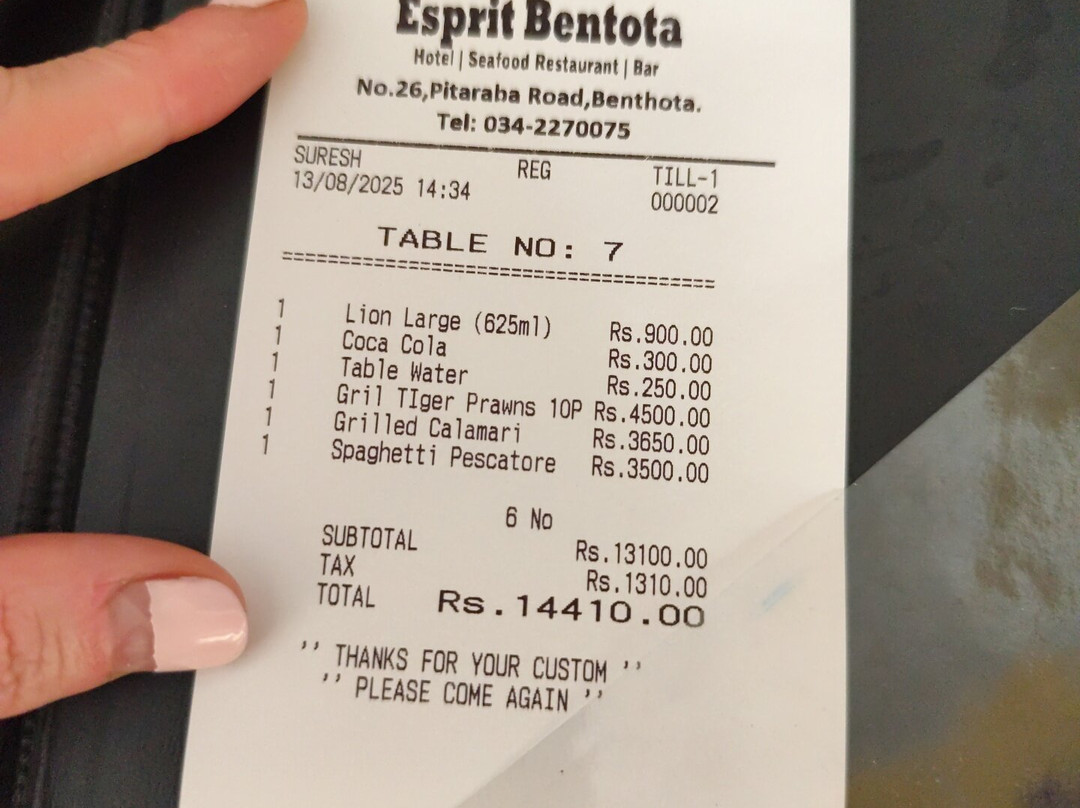 Esprit Bentota
Hotel | Seafood Restaurant | Bar
No.26,Pitaraba Road,Benthota.
Tel: 034-2270075
SURESH REG TILL-1
13/08/2025 14:34 000002
TABLE NO: 7
========================================
1 Lion Large (625ml) Rs.900.00
1 Coca Cola Rs.300.00
1 Table Water Rs.250.00
1 Gril TIger Prawns 10P Rs.4500.00
1 Grilled Calamari Rs.3650.00
1 Spaghetti Pescatore Rs.3500.00
6 No
SUBTOTAL Rs.13100.00
TAX Rs.1310.00
TOTAL Rs.14410.00
’’ THANKS FOR YOUR CUSTOM ’’
’’ PLEASE COME AGAIN ’’